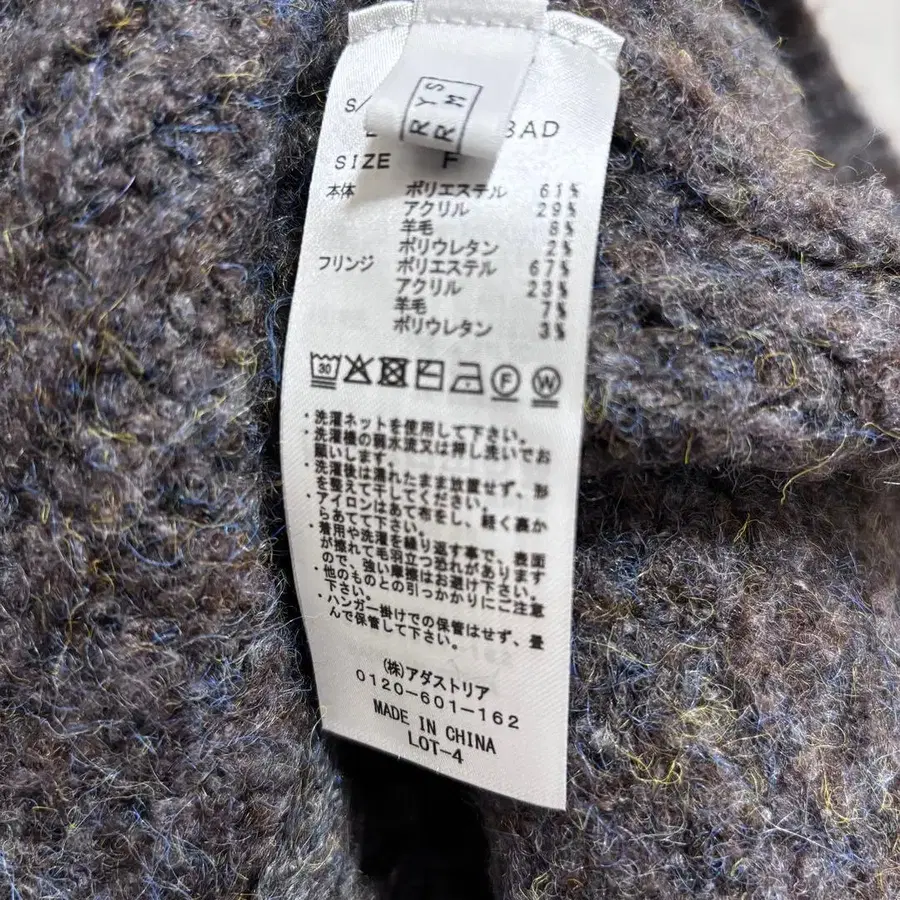 RYS
RM
S/
BAD
SIZE F
本体 ポリエステル 61%
アクリル 29%
羊毛 8%
ポリウレタン 2%
フリンジ ポリエステル 67%
アクリル 23%
羊毛 7%
ポリウレタン 3%
30
F W
・洗濯ネットを使用して下さい。
・洗濯機の弱水流又は押し洗いでお
願いします。
・洗濯後は濡れたまま放置せず、形
を整えて干してください。
・アイロンはあて布をし、軽く裏か
らあてて下さい。
・着用や洗濯を繰り返す事で、表面
が擦れて毛羽立つ恐れがあります
ので、強い摩擦はお避け下さい。
・他のものとの引っかかりにご注意
下さい。
・ハンガー掛けでの保管はせず、畳
んで保管して下さい。
(株)アダストリア
0120-601-162
MADE IN CHINA
LOT-4